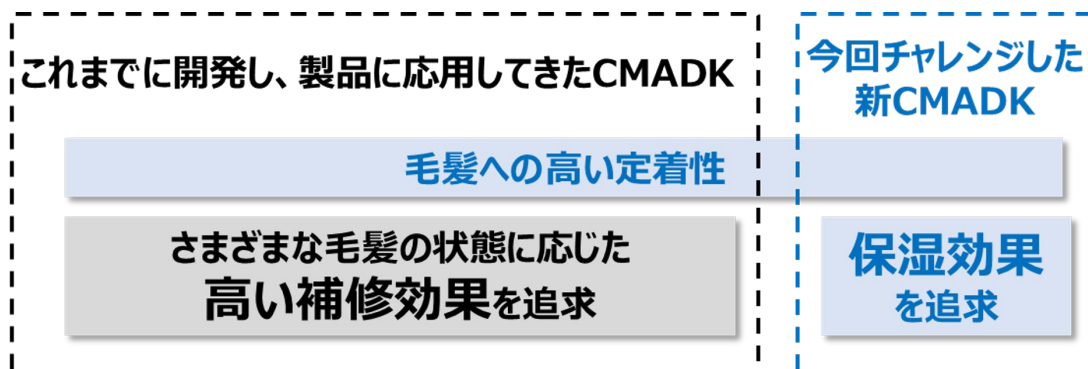 これまでに開発し、製品に応用してきたCMADK
今回チャレンジした
新CMADK
毛髪への高い定着性
さまざまな毛髪の状態に応じた
高い補修効果を追求
保湿効果
を追求